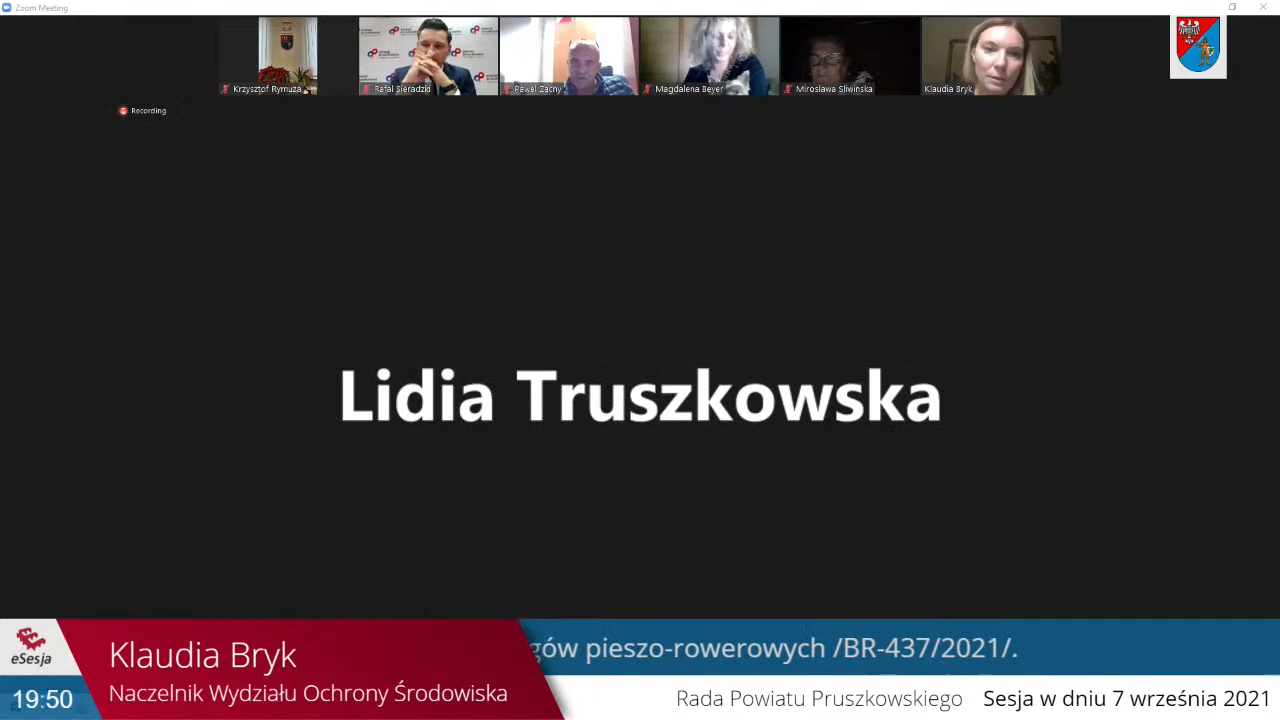 Zoom Meeting
Krzysztof Rymuza
Rafał Sieradzki
Paweł Zacny
Magdalena Beyer
Mirosława Śliwińska
Klaudia Bryk
Recording
Lidia Truszkowska
eSesja
Klaudia Bryk
Naczelnik Wydziału Ochrony Środowiska
gów pieszo-rowerowych /BR-437/2021/.
19:50
Rada Powiatu Pruszkowskiego Sesja w dniu 7 września 2021